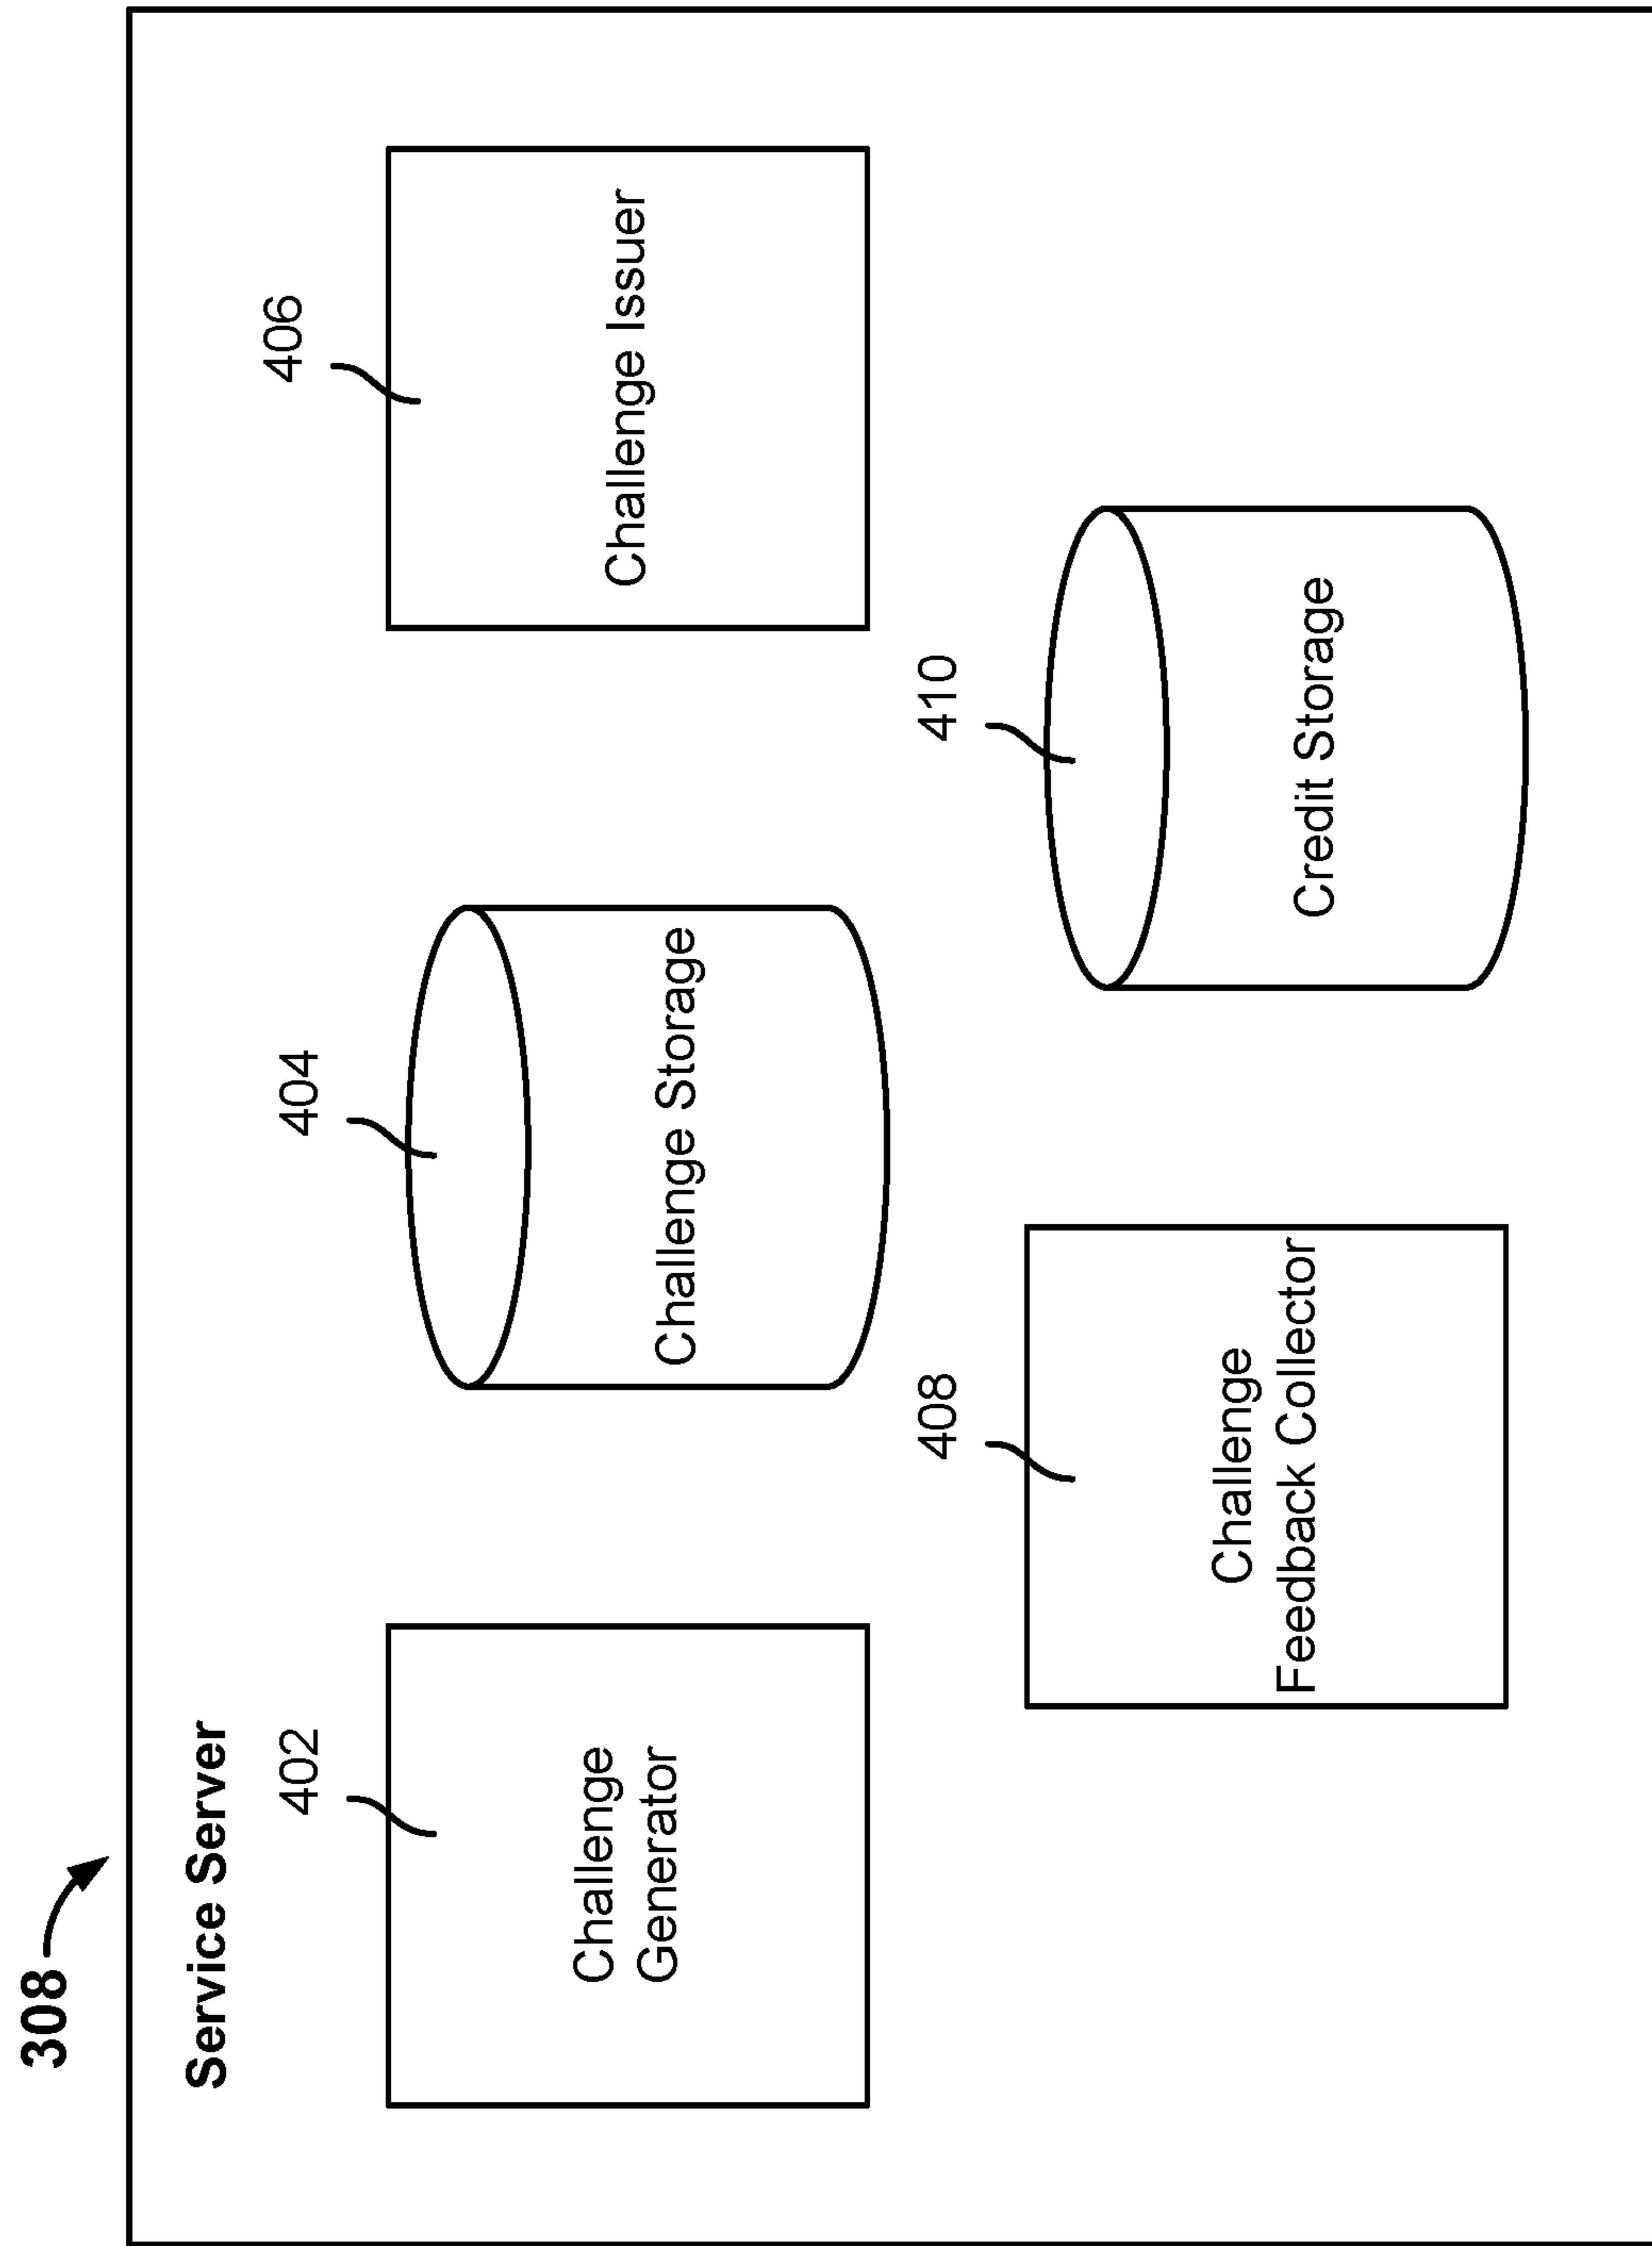 308
Service Server
402
Challenge
Generator
404
Challenge Storage
406
Challenge Issuer
408
Challenge
Feedback Collector
410
Credit Storage